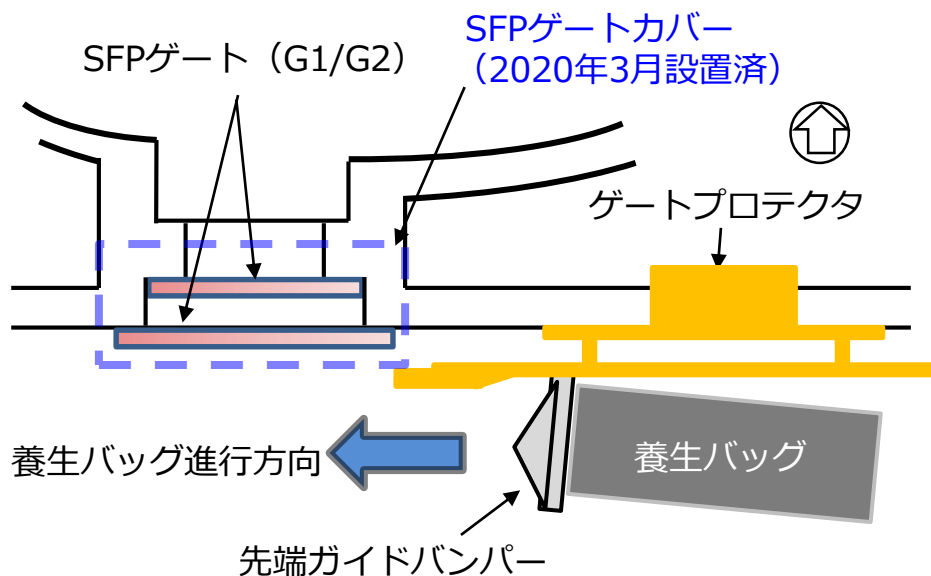 SFPゲートカバー
（2020年3月設置済）
SFPゲート（G1/G2）
ゲートプロテクタ
養生バッグ進行方向
養生バッグ
先端ガイドバンパー